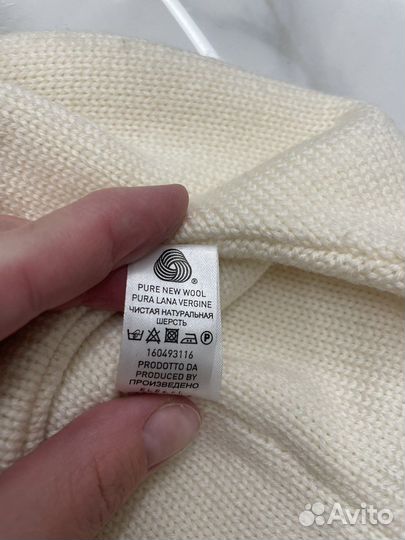 ®
PURE NEW WOOL
PURA LANA VERGINE
ЧИСТАЯ НАТУРАЛЬНАЯ
ШЕРСТЬ
P
160493116
PRODOTTO DA
PRODUCED BY
ПРОИЗВЕДЕНО
Avito